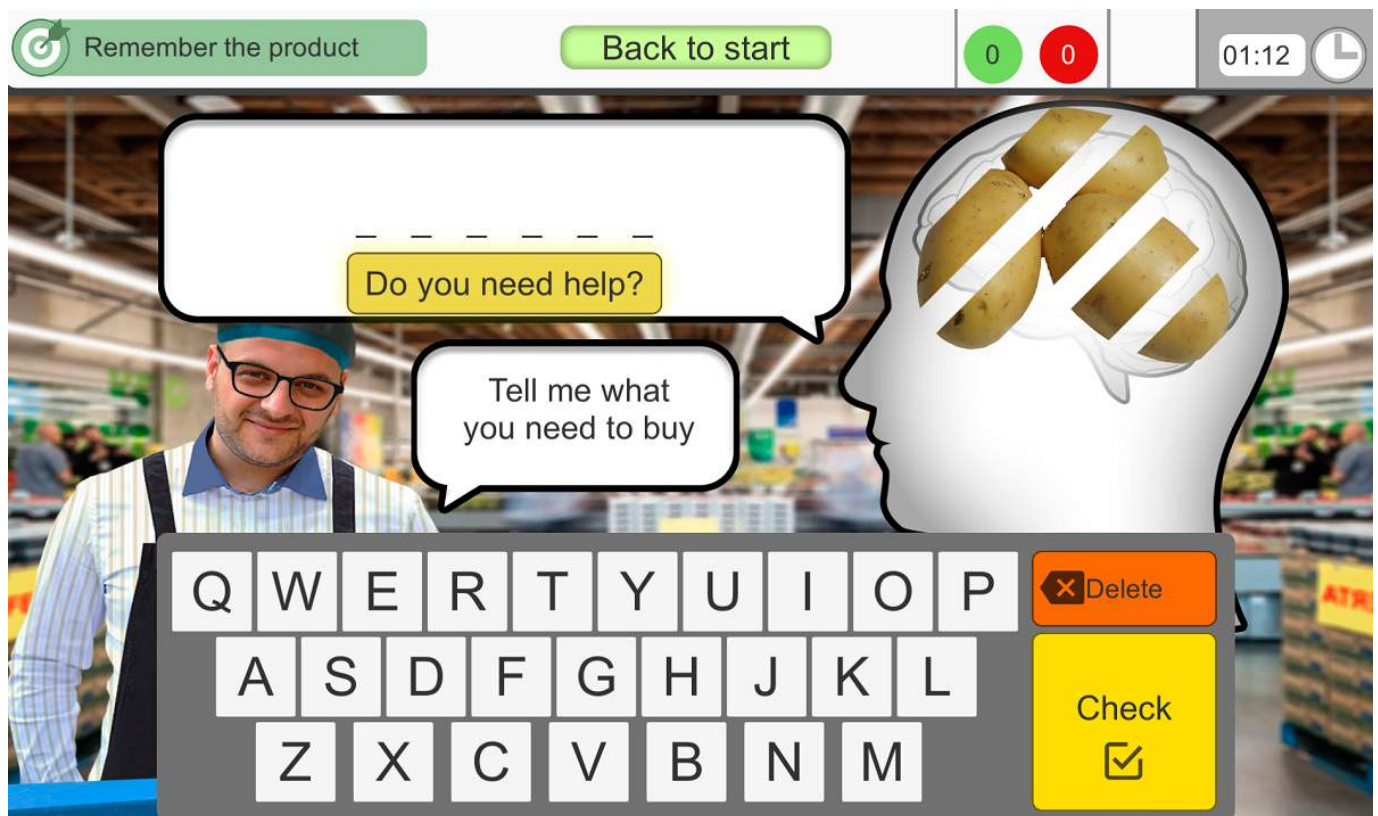 Remember the product
Back to start
0
0
01:12
_ _ _ _ _ _
Do you need help?
Tell me what
you need to buy
Q W E R T Y U I O P
Delete
A S D F G H J K L
Check
Z X C V B N M